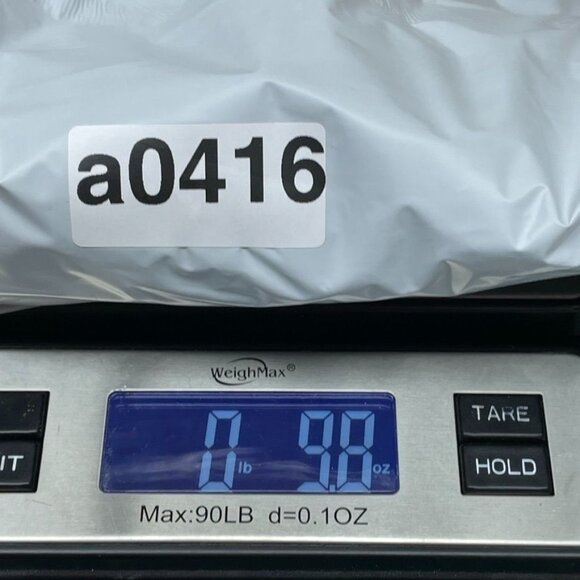 a0416
WeighMax®
0 lb 9.8 oz
TARE
IT
HOLD
Max:90LB d=0.1OZ